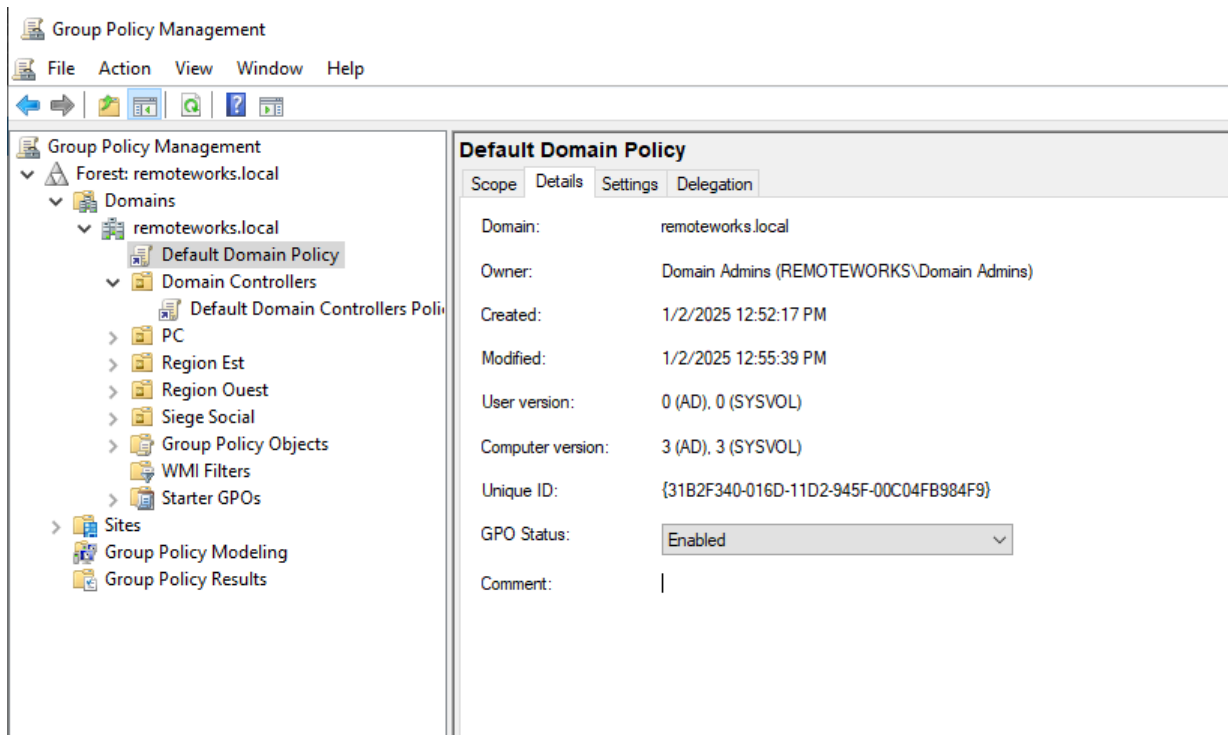 Group Policy Management
File Action View Window Help
Group Policy Management
Forest: remoteworks.local
Domains
remoteworks.local
Default Domain Policy
Domain Controllers
Default Domain Controllers Poli
PC
Region Est
Region Ouest
Siege Social
Group Policy Objects
WMI Filters
Starter GPOs
Sites
Group Policy Modeling
Group Policy Results
Default Domain Policy
Scope Details Settings Delegation
Domain: remoteworks.local
Owner: Domain Admins (REMOTEWORKS\Domain Admins)
Created: 1/2/2025 12:52:17 PM
Modified: 1/2/2025 12:55:39 PM
User version: 0 (AD), 0 (SYSVOL)
Computer version: 3 (AD), 3 (SYSVOL)
Unique ID: {31B2F340-016D-11D2-945F-00C04FB984F9}
GPO Status: Enabled
Comment: